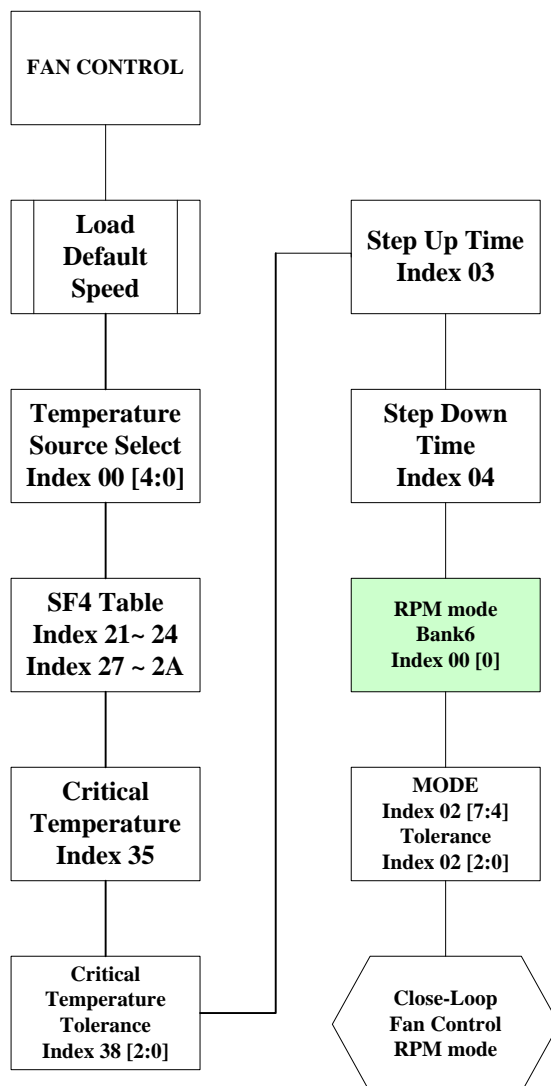 FAN CONTROL
Load
Default
Speed
Temperature
Source Select
Index 00 [4:0]
SF4 Table
Index 21~ 24
Index 27 ~ 2A
Critical
Temperature
Index 35
Critical
Temperature
Tolerance
Index 38 [2:0]
Step Up Time
Index 03
Step Down
Time
Index 04
RPM mode
Bank6
Index 00 [0]
MODE
Index 02 [7:4]
Tolerance
Index 02 [2:0]
Close-Loop
Fan Control
RPM mode